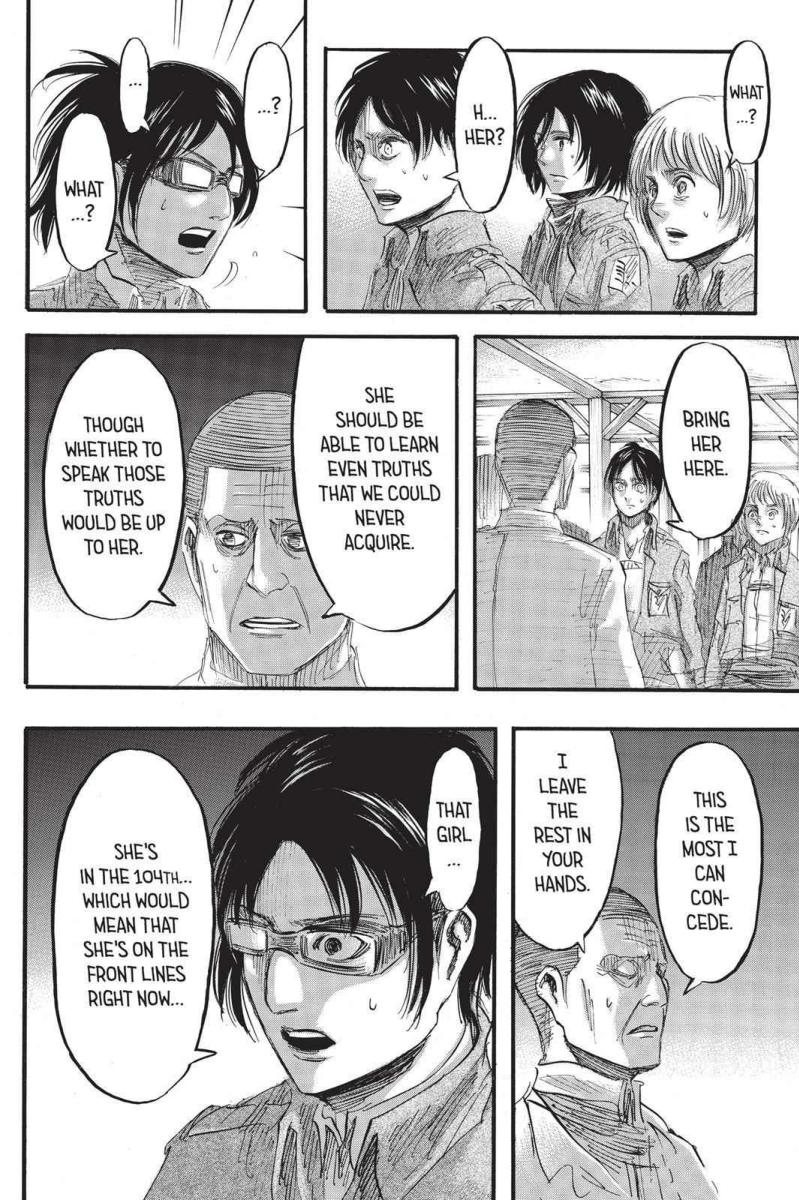 WHAT
...?
H...
HER?
...?
...
WHAT
...?
BRING
HER
HERE.
SHE
SHOULD BE
ABLE TO LEARN
EVEN TRUTHS
THAT WE COULD
NEVER
ACQUIRE.
THOUGH
WHETHER TO
SPEAK THOSE
TRUTHS
WOULD BE UP
TO HER.
THIS
IS THE
MOST I
CAN
CON-
CEDE.
I
LEAVE
THE
REST IN
YOUR
HANDS.
THAT
GIRL
...
SHE'S
IN THE 104TH...
WHICH WOULD
MEAN THAT
SHE'S ON THE
FRONT LINES
RIGHT NOW...